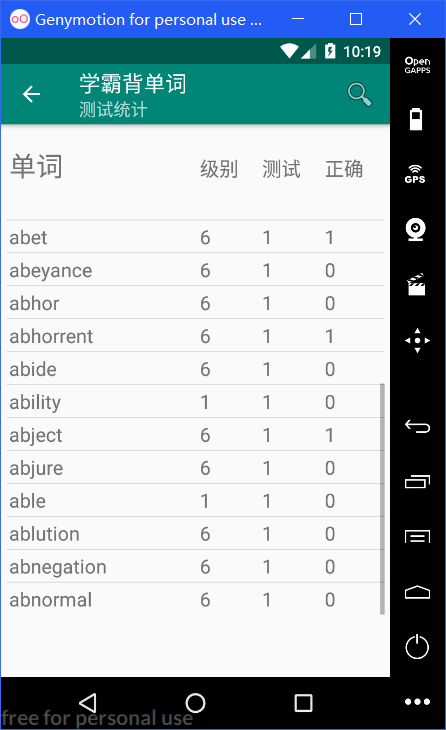 Genymotion for personal use ...
10:19
Open
GAPPS
学霸背单词
测试统计
GPS
单词 级别 测试 正确
abet 6 1 1
abeyance 6 1 0
abhor 6 1 0
abhorrent 6 1 1
abide 6 1 0
ability 1 1 0
abject 6 1 1
abjure 6 1 0
able 1 1 0
ablution 6 1 0
abnegation 6 1 0
abnormal 6 1 0
free for personal use